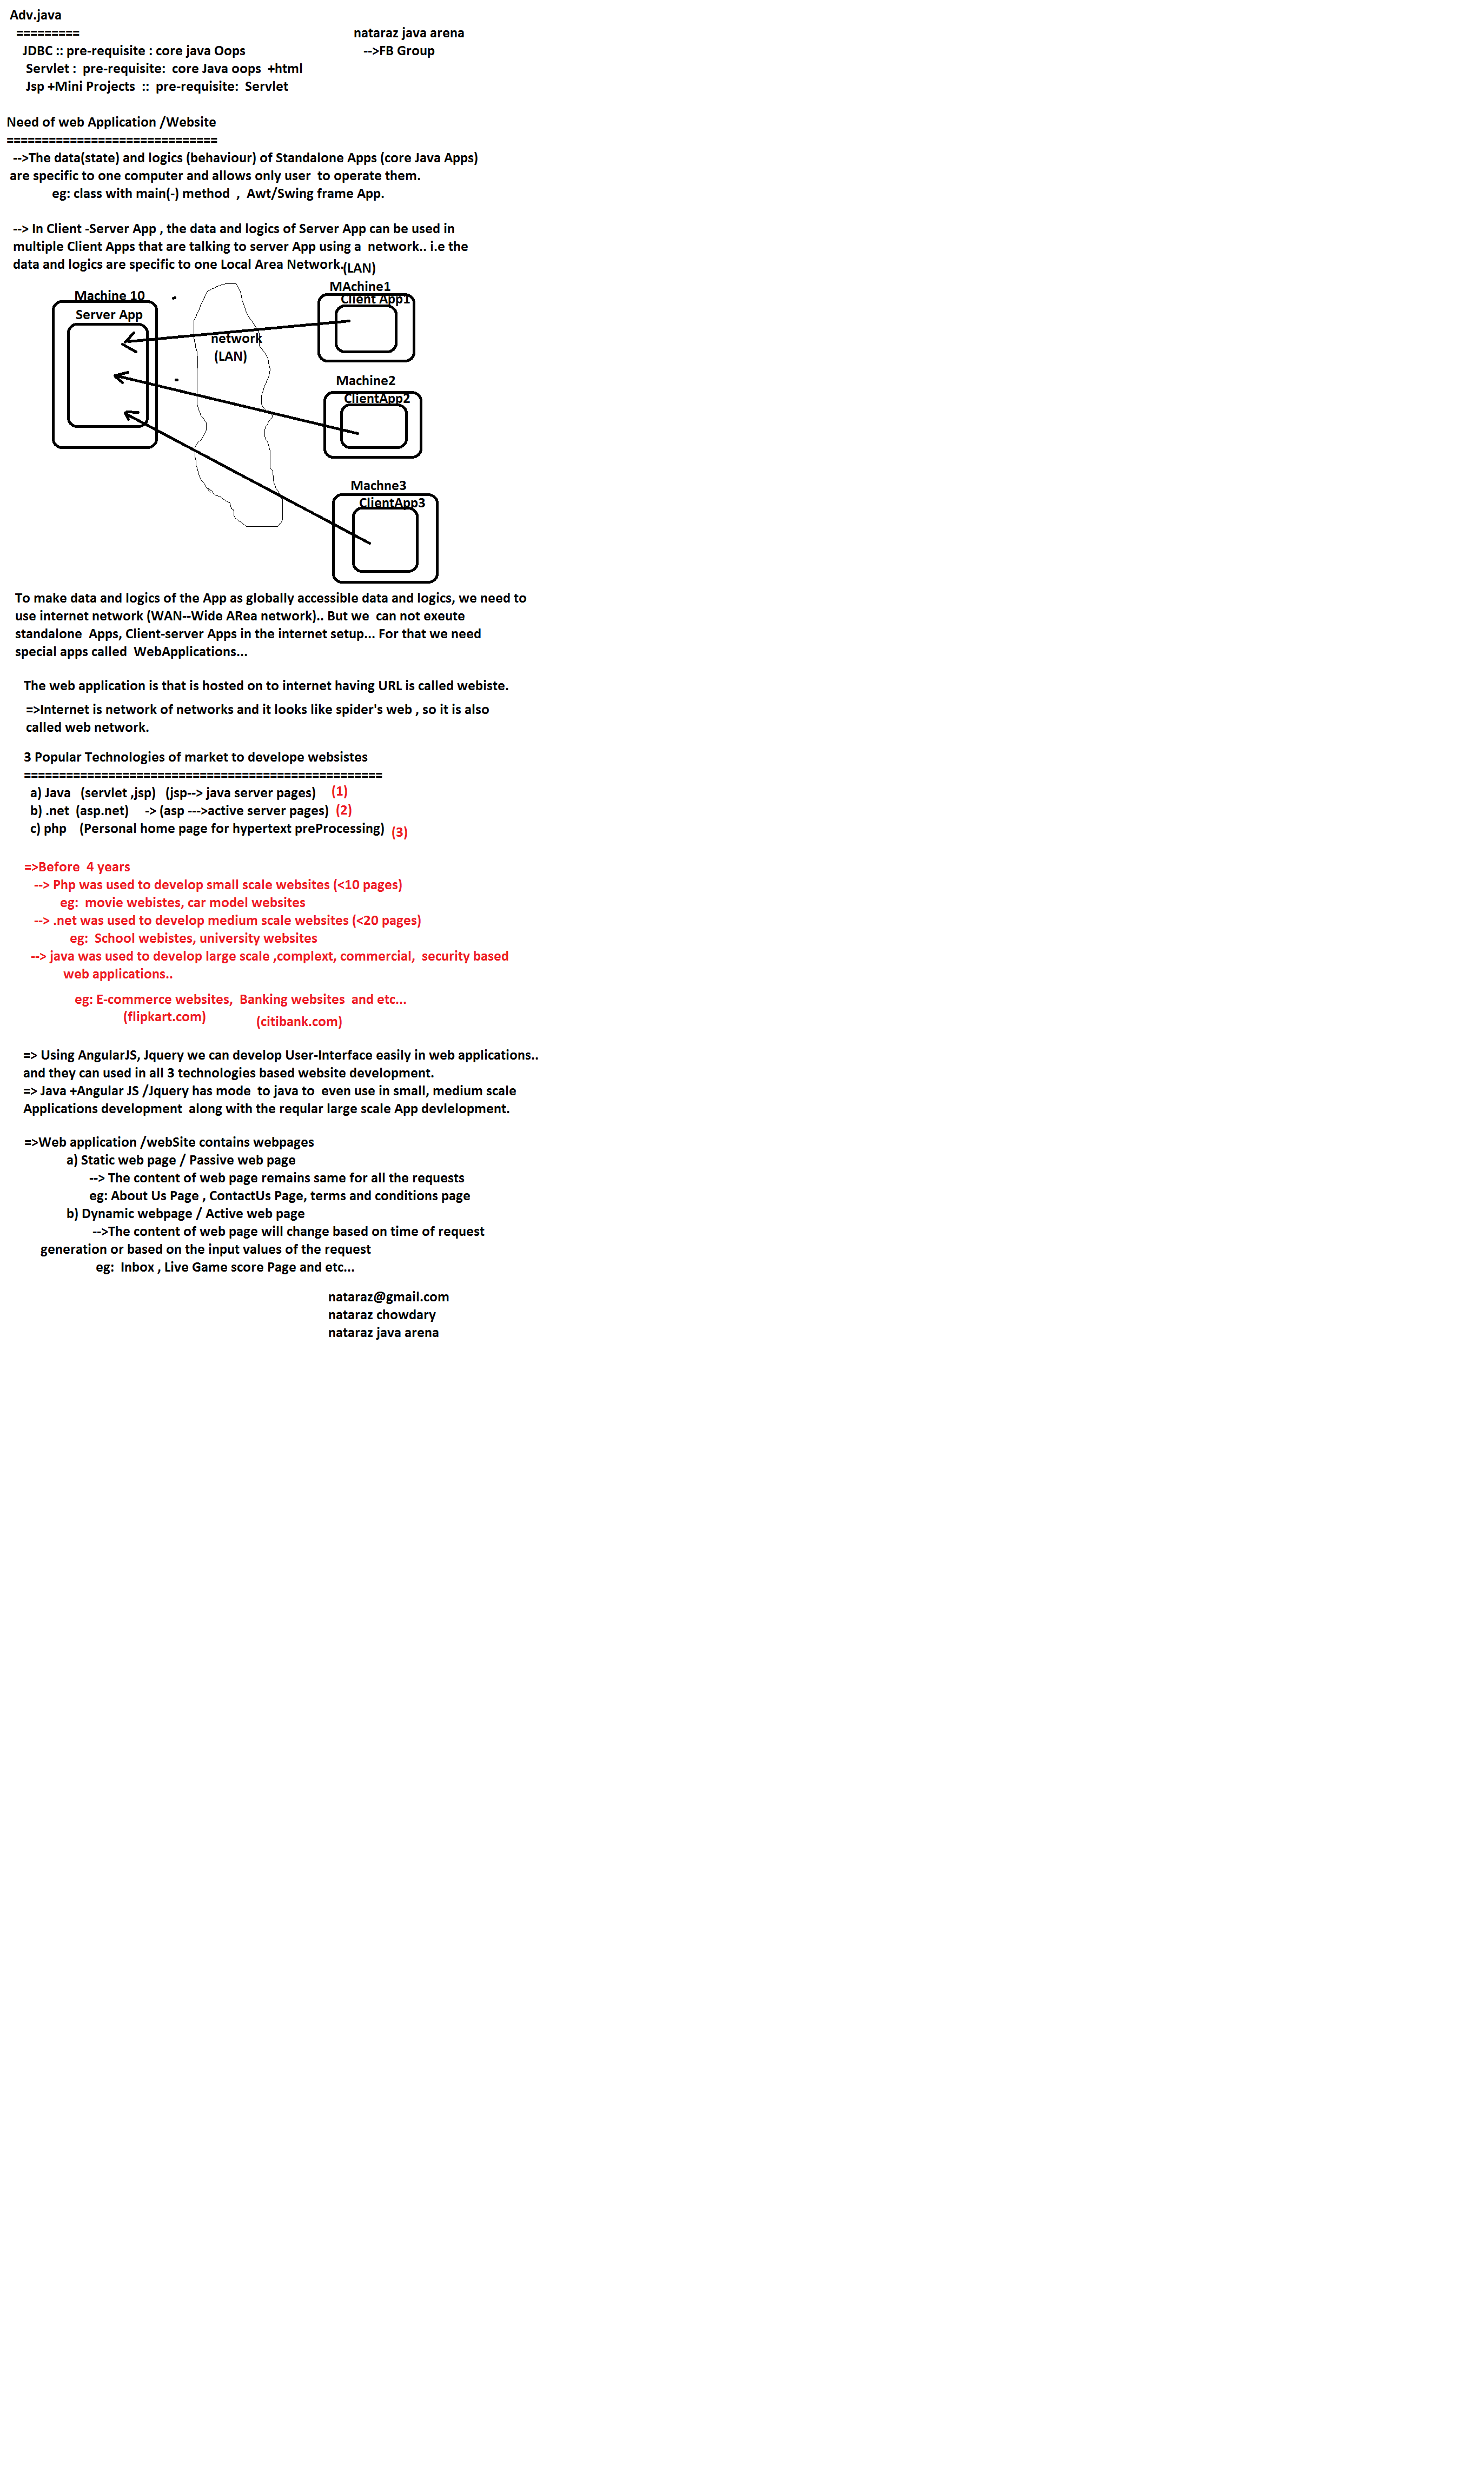 Adv.java
=========
nataraz java arena
JDBC :: pre-requisite : core java Oops
-->FB Group
Servlet : pre-requisite: core Java oops +html
Jsp +Mini Projects :: pre-requisite: Servlet
Need of web Application /Website
==============================
-->The data(state) and logics (behaviour) of Standalone Apps (core Java Apps)
are specific to one computer and allows only user to operate them.
eg: class with main(-) method , Awt/Swing frame App.
--> In Client -Server App , the data and logics of Server App can be used in
multiple Client Apps that are talking to server App using a network.. i.e the
data and logics are specific to one Local Area Network.(LAN)
Machine 10
Server App
network
(LAN)
MAchine1
Client App1
Machine2
ClientApp2
Machne3
ClientApp3
To make data and logics of the App as globally accessible data and logics, we need to
use internet network (WAN--Wide ARea network).. But we can not exeute
standalone Apps, Client-server Apps in the internet setup... For that we need
special apps called WebApplications...
The web application is that is hosted on to internet having URL is called webiste.
=>Internet is network of networks and it looks like spider's web , so it is also
called web network.
3 Popular Technologies of market to develope websistes
===================================================
a) Java (servlet ,jsp) (jsp--> java server pages) (1)
b) .net (asp.net) -> (asp --->active server pages) (2)
c) php (Personal home page for hypertext preProcessing) (3)
=>Before 4 years
--> Php was used to develop small scale websites (<10 pages)
eg: movie webistes, car model websites
--> .net was used to develop medium scale websites (<20 pages)
eg: School webistes, university websites
--> java was used to develop large scale ,complext, commercial, security based
web applications..
eg: E-commerce websites, Banking websites and etc...
(flipkart.com) (citibank.com)
=> Using AngularJS, Jquery we can develop User-Interface easily in web applications..
and they can used in all 3 technologies based website development.
=> Java +Angular JS /Jquery has mode to java to even use in small, medium scale
Applications development along with the reqular large scale App devlelopment.
=>Web application /webSite contains webpages
a) Static web page / Passive web page
--> The content of web page remains same for all the requests
eg: About Us Page , ContactUs Page, terms and conditions page
b) Dynamic webpage / Active web page
-->The content of web page will change based on time of request
generation or based on the input values of the request
eg: Inbox , Live Game score Page and etc...
nataraz@gmail.com
nataraz chowdary
nataraz java arena